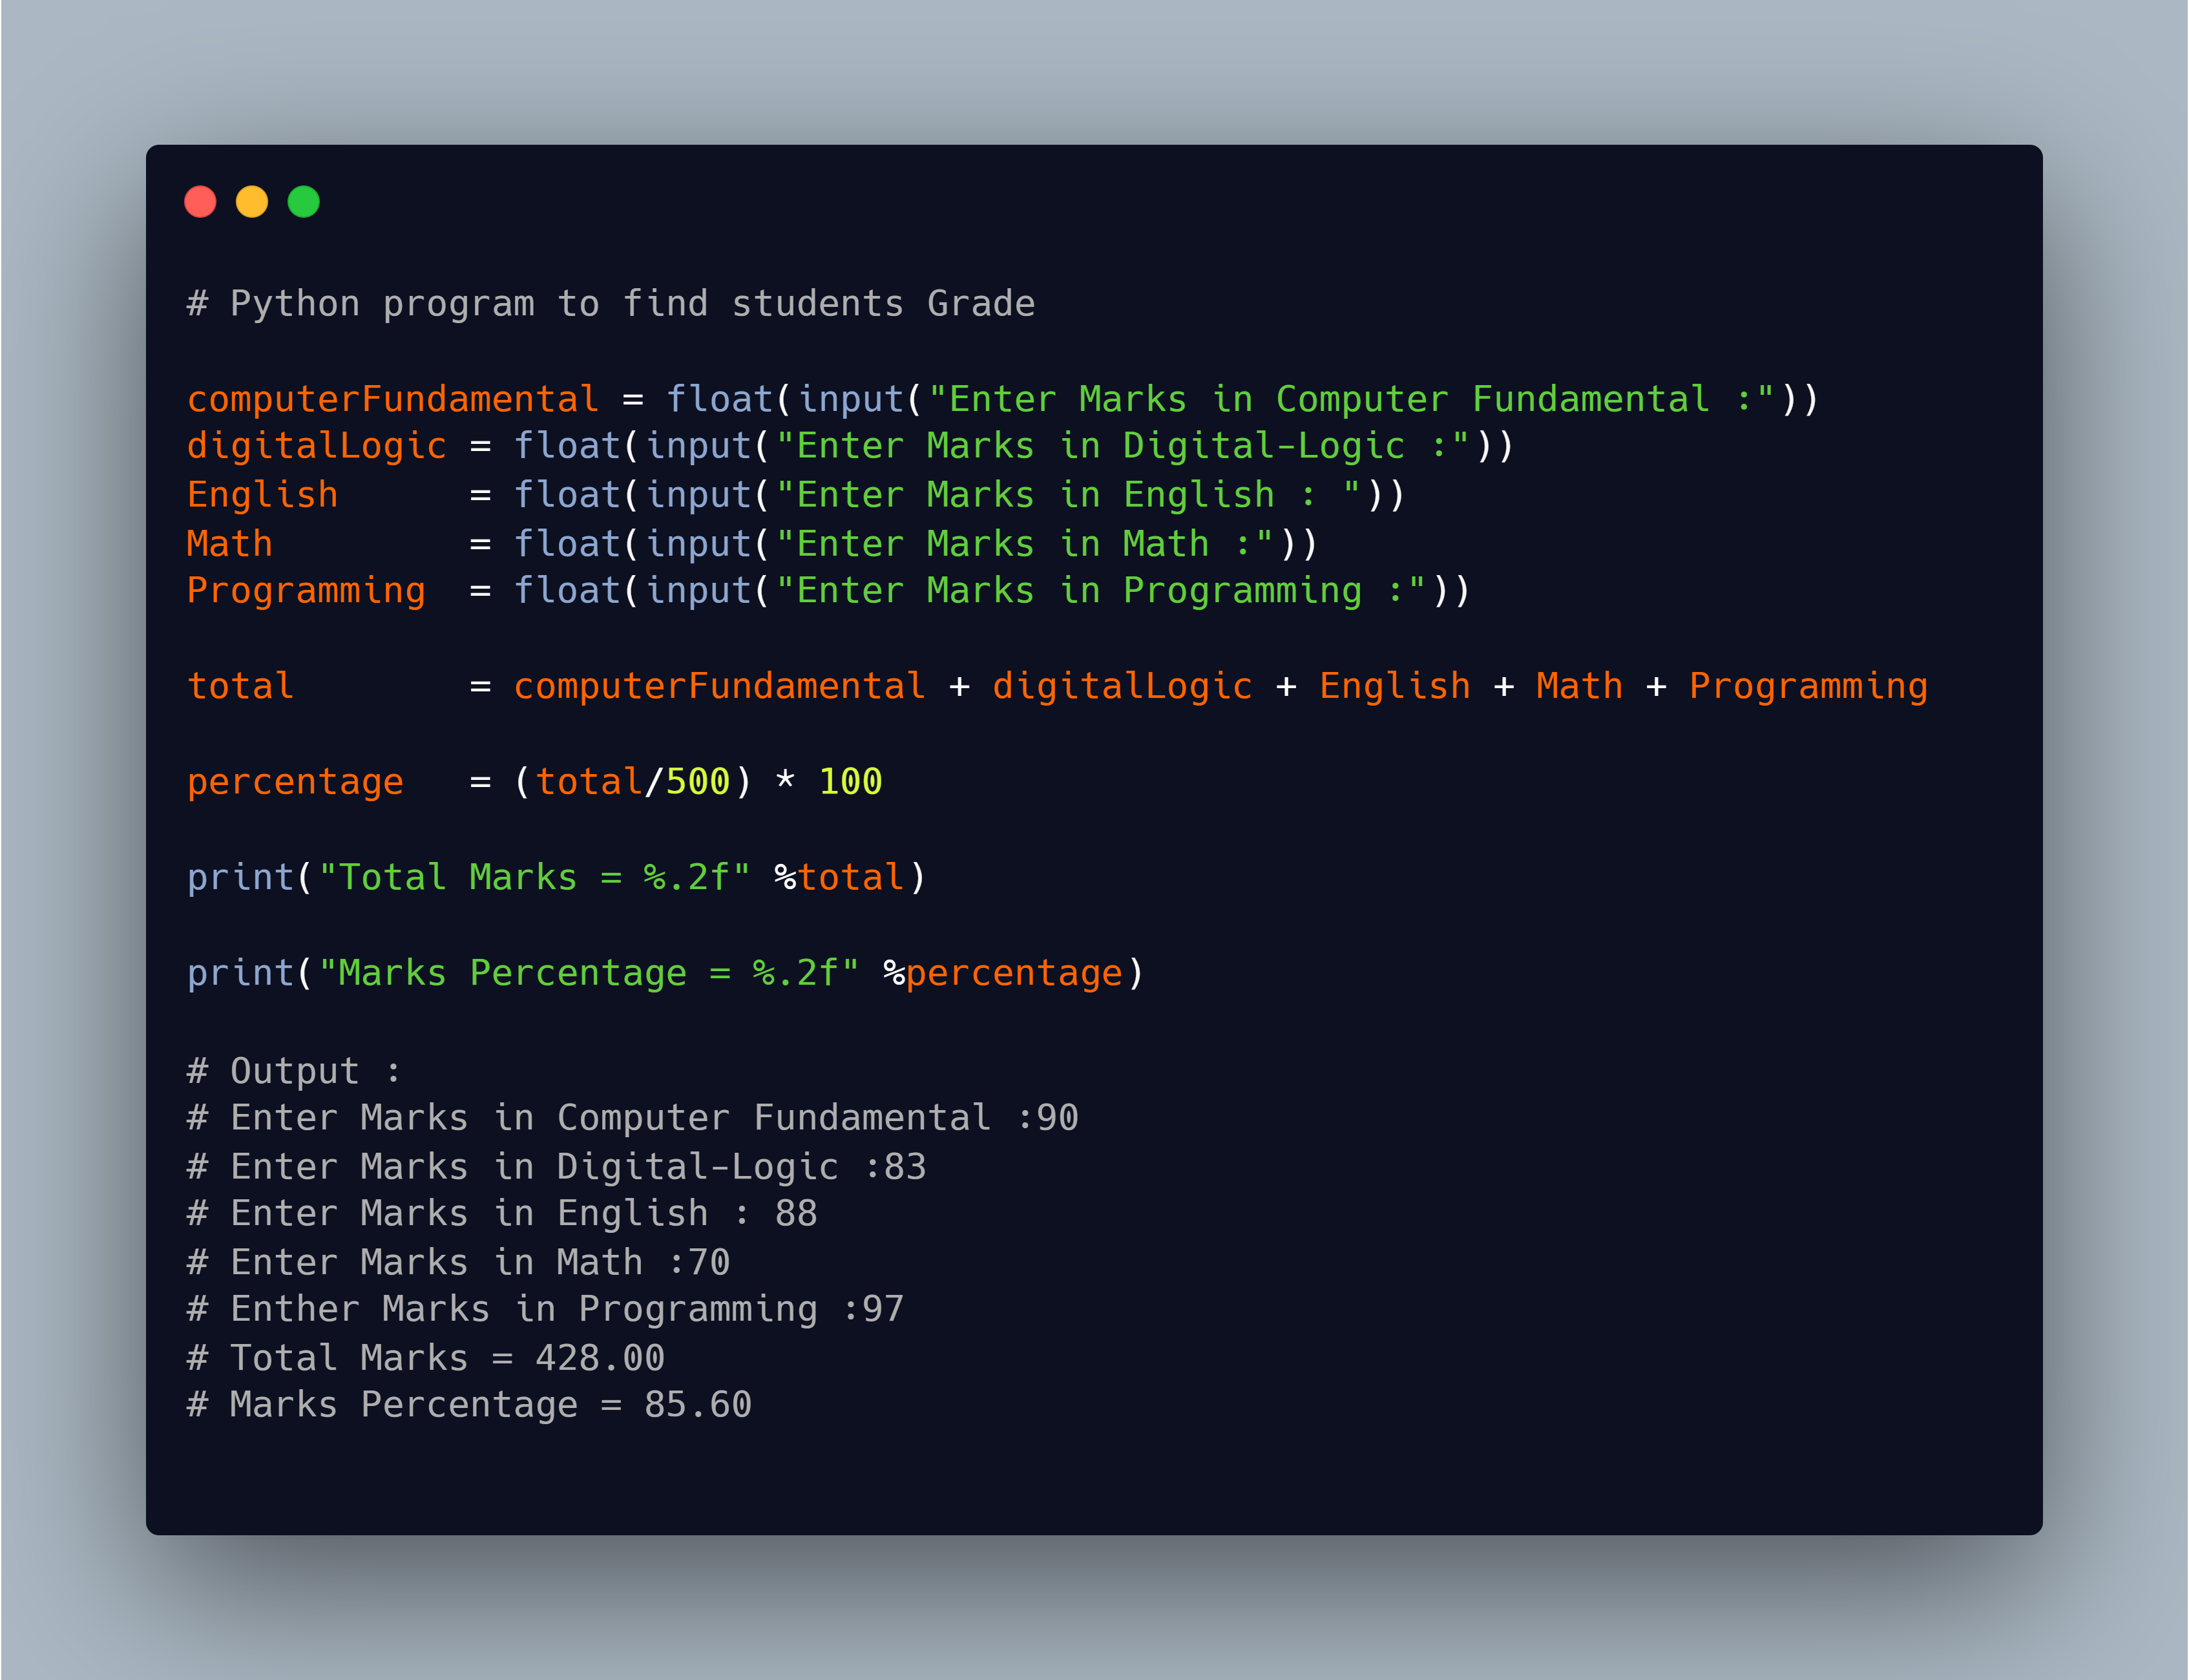 # Python program to find students Grade
computerFundamental = float(input("Enter Marks in Computer Fundamental :"))
digitalLogic = float(input("Enter Marks in Digital-Logic :"))
English      = float(input("Enter Marks in English : "))
Math         = float(input("Enter Marks in Math :"))
Programming  = float(input("Enter Marks in Programming :"))
total        = computerFundamental + digitalLogic + English + Math + Programming
percentage   = (total/500) * 100
print("Total Marks = %.2f" %total)
print("Marks Percentage = %.2f" %percentage)
# Output :
# Enter Marks in Computer Fundamental :90
# Enter Marks in Digital-Logic :83
# Enter Marks in English : 88
# Enter Marks in Math :70
# Enther Marks in Programming :97
# Total Marks = 428.00
# Marks Percentage = 85.60